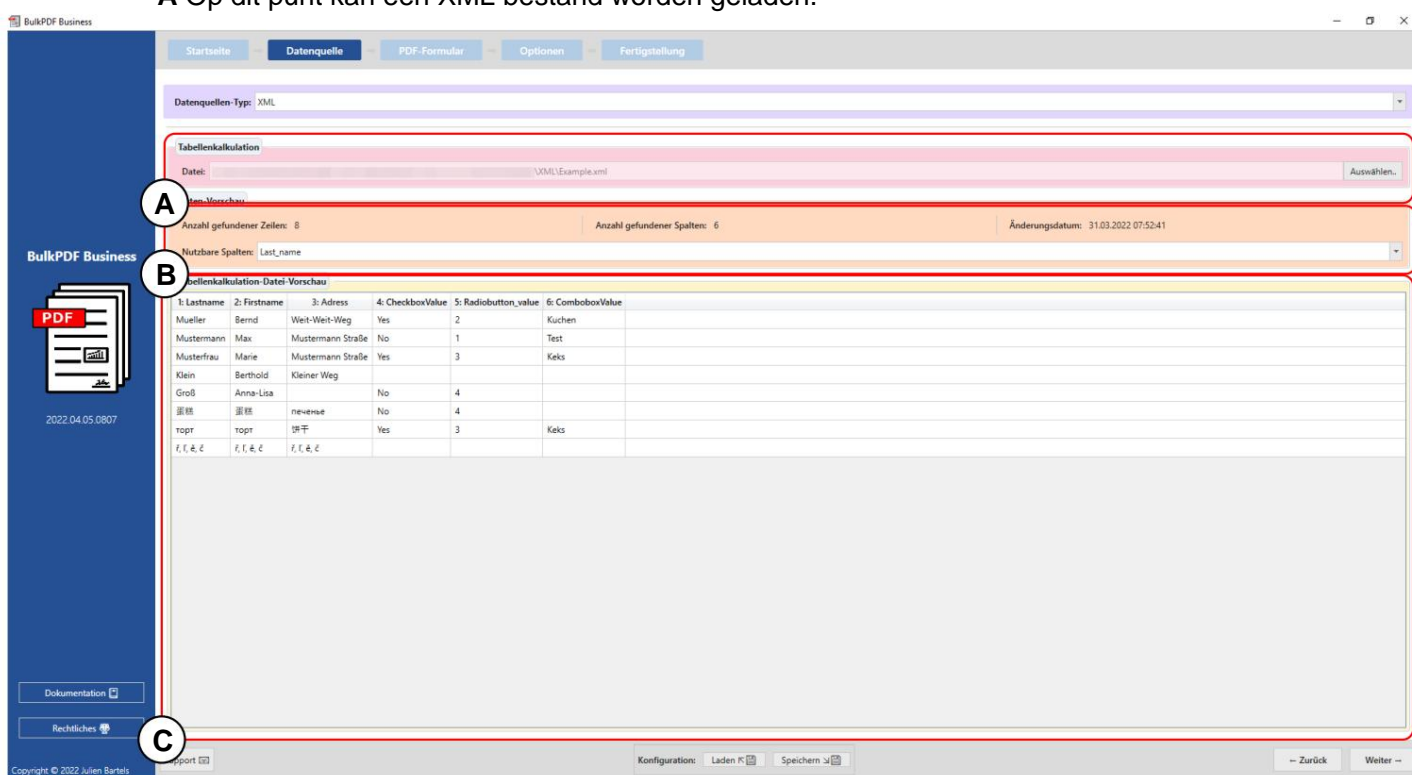 A Op dit punt kan een XML bestand worden geladen.
BulkPDF Business
Startseite Datenquelle PDF-Formular Optionen Fertigstellung
Datenquellen-Typ: XML
Tabellenkalkulation
Datei: \XML\Example.xml Auswählen..
A
Anzahl gefundener Zeilen: 8 Anzahl gefundener Spalten: 6 Änderungsdatum: 31.03.2022 07:52:41
Nutzbare Spalten: Last_name
B
1: Lastname 2: Firstname 3: Adress 4: CheckboxValue 5: Radiobutton_value 6: ComboboxValue
Mueller Bernd Weit-Weit-Weg Yes 2 Kuchen
Mustermann Max Mustermann Straße No 1 Test
Musterfrau Marie Mustermann Straße Yes 3 Keks
Klein Berthold Kleiner Weg
Groß Anna-Lisa No 4
蛋糕 蛋糕 печенье No 4
торт торт 饼干 Yes 3 Keks
BulkPDF Business
PDF
2022.04.05.0807
Dokumentation
Rechtliches
C
Konfiguration: Laden Speichern
← Zurück Weiter →
Copyright © 2022 Julien Bartels